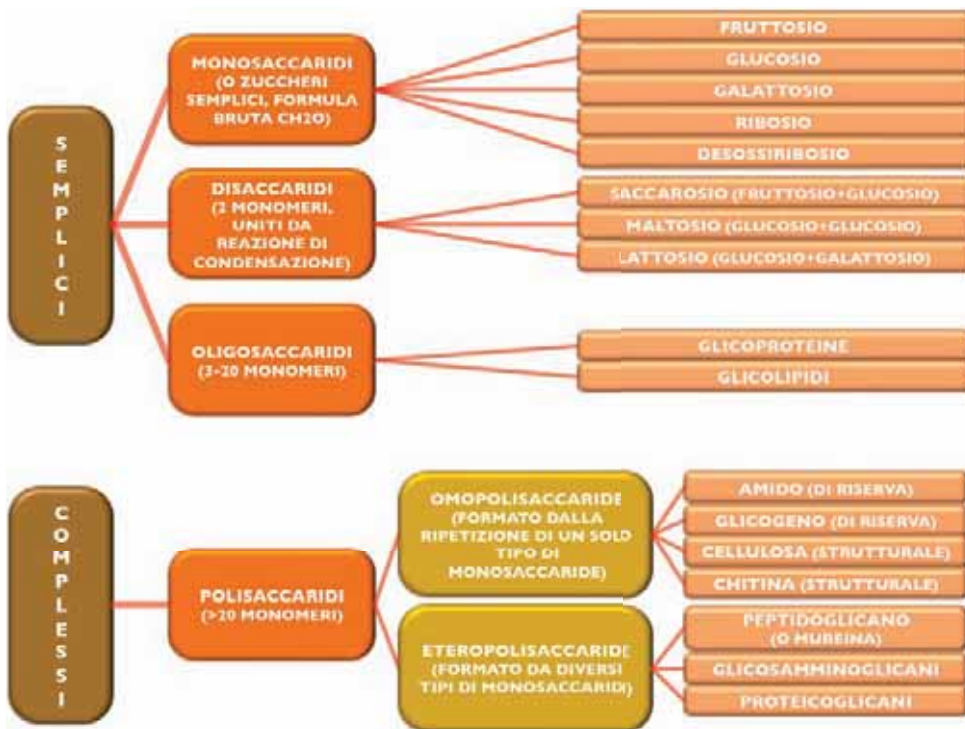 SEMPLICI
MONOSACCARIDI
(O ZUCCHERI
SEMPLICI, FORMULA
BRUTA CH2O)
FRUTTOSIO
GLUCOSIO
GALATTOSIO
RIBOSIO
DESOSSIRIBOSIO
DISACCARIDI
(2 MONOMERI,
UNITI DA
REAZIONE DI
CONDENSAZIONE)
SACCAROSIO (FRUTTOSIO+GLUCOSIO)
MALTOSIO (GLUCOSIO+GLUCOSIO)
LATTOSIO (GLUCOSIO+GALATTOSIO)
OLIGOSACCARIDI
(3-20 MONOMERI)
GLICOPROTEINE
GLICOLIPIDI
COMPLESSI
POLISACCARIDI
(>20 MONOMERI)
OMOPOLISACCARIDE
(FORMATO DALLA
RIPETIZIONE DI UN SOLO
TIPO DI
MONOSACCARIDE)
AMIDO (DI RISERVA)
GLICOGENO (DI RISERVA)
CELLULOSA (STRUTTURALE)
CHITINA (STRUTTURALE)
ETEROPOLISACCARIDE
(FORMATO DA DIVERSI
TIPI DI MONOSACCARIDI)
PEPTIDOGLICANO
(O MUREINA)
GLICOSAMMINOGLICANI
PROTEICOGLICANI